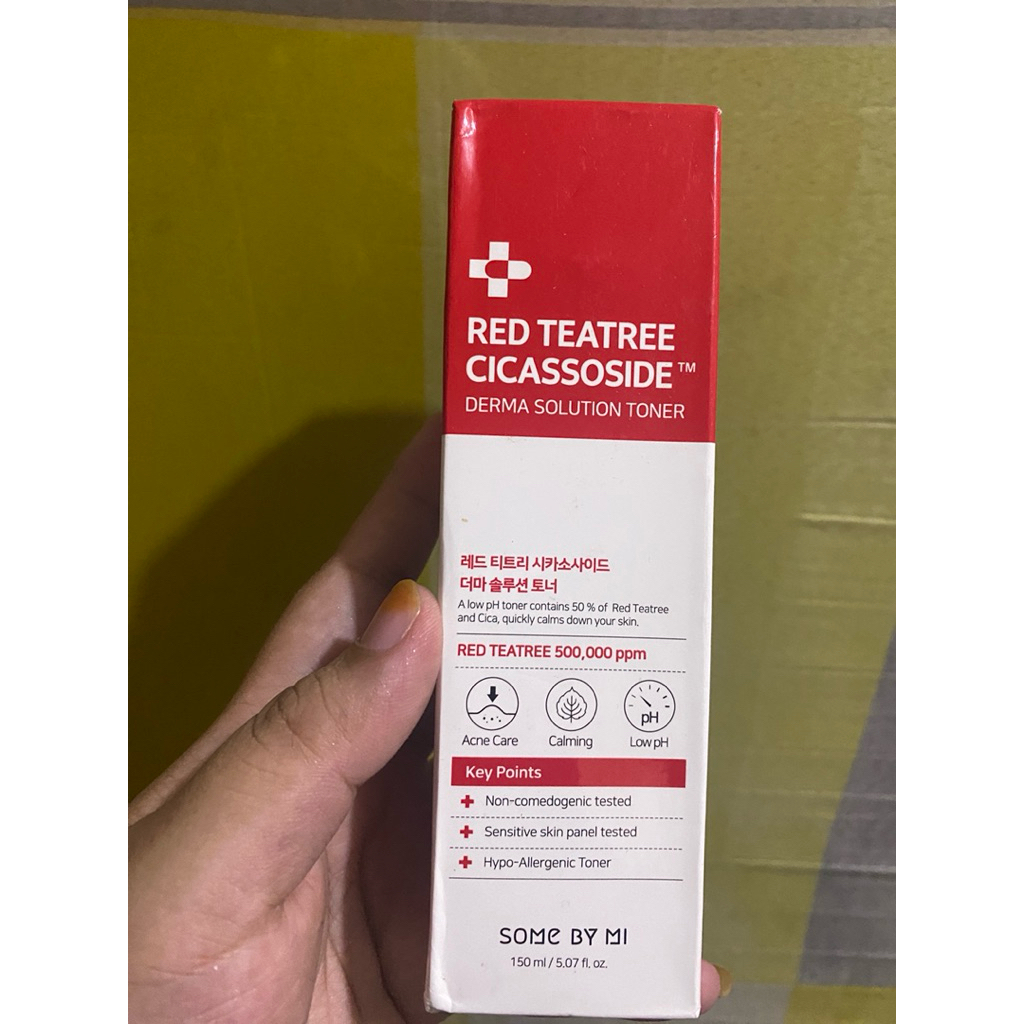 RED TEATREE
CICASSOSIDE™
DERMA SOLUTION TONER
레드 티트리 시카소사이드
더마 솔루션 토너
A low pH toner contains 50 % of Red Teatree
and Cica, quickly calms down your skin.
RED TEATREE 500,000 ppm
pH
Acne Care Calming Low pH
Key Points
Non-comedogenic tested
Sensitive skin panel tested
Hypo-Allergenic Toner
SOME BY MI
150 ml / 5.07 fl. oz.